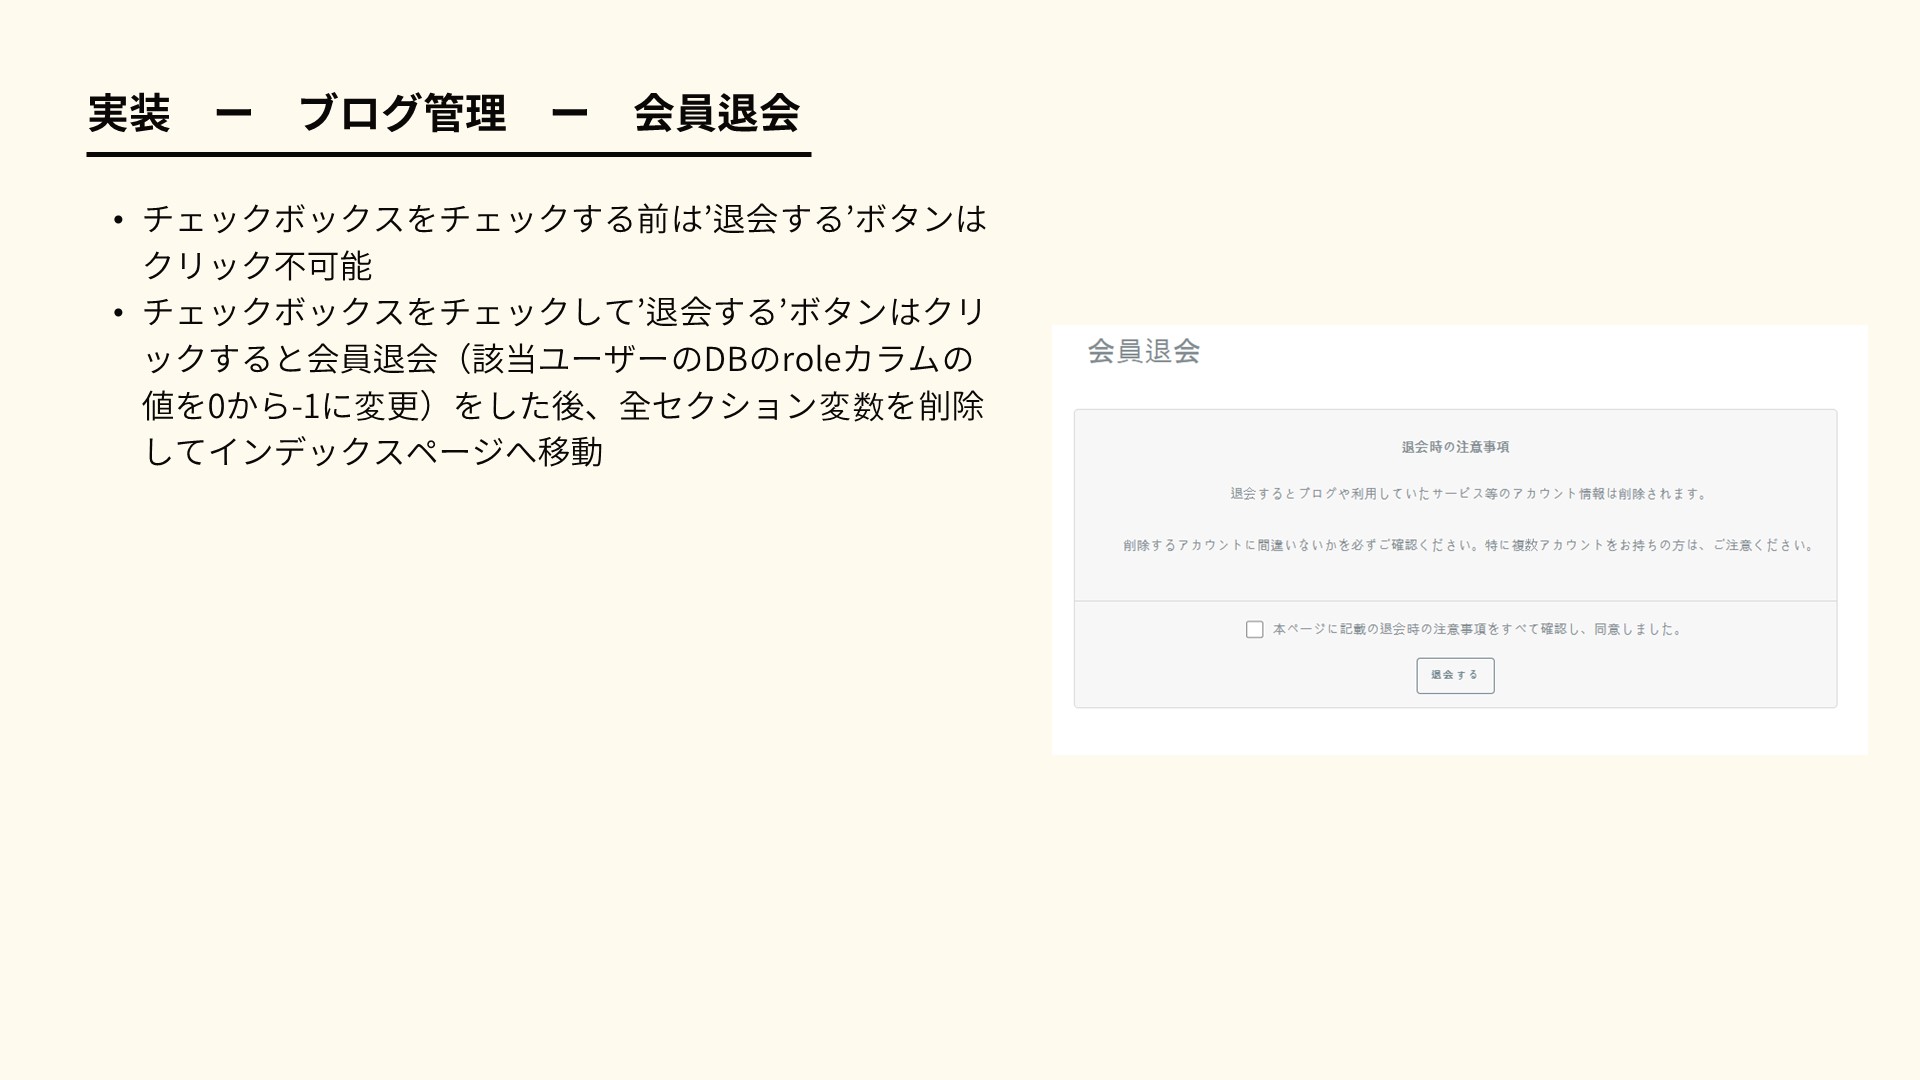 実装　ー　ブログ管理　ー　会員退会
• チェックボックスをチェックする前は’退会する’ボタンは
クリック不可能
• チェックボックスをチェックして’退会する’ボタンはクリ
ックすると会員退会（該当ユーザーのDBのroleカラムの
値を0から-1に変更）をした後、全セクション変数を削除
してインデックスページへ移動
会員退会
退会時の注意事項
退会するとブログや利用していたサービス等のアカウント情報は削除されます。
削除するアカウントに間違いないかを必ずご確認ください。特に複数アカウントをお持ちの方は、ご注意ください。
本ページに記載の退会時の注意事項をすべて確認し、同意しました。
退会する